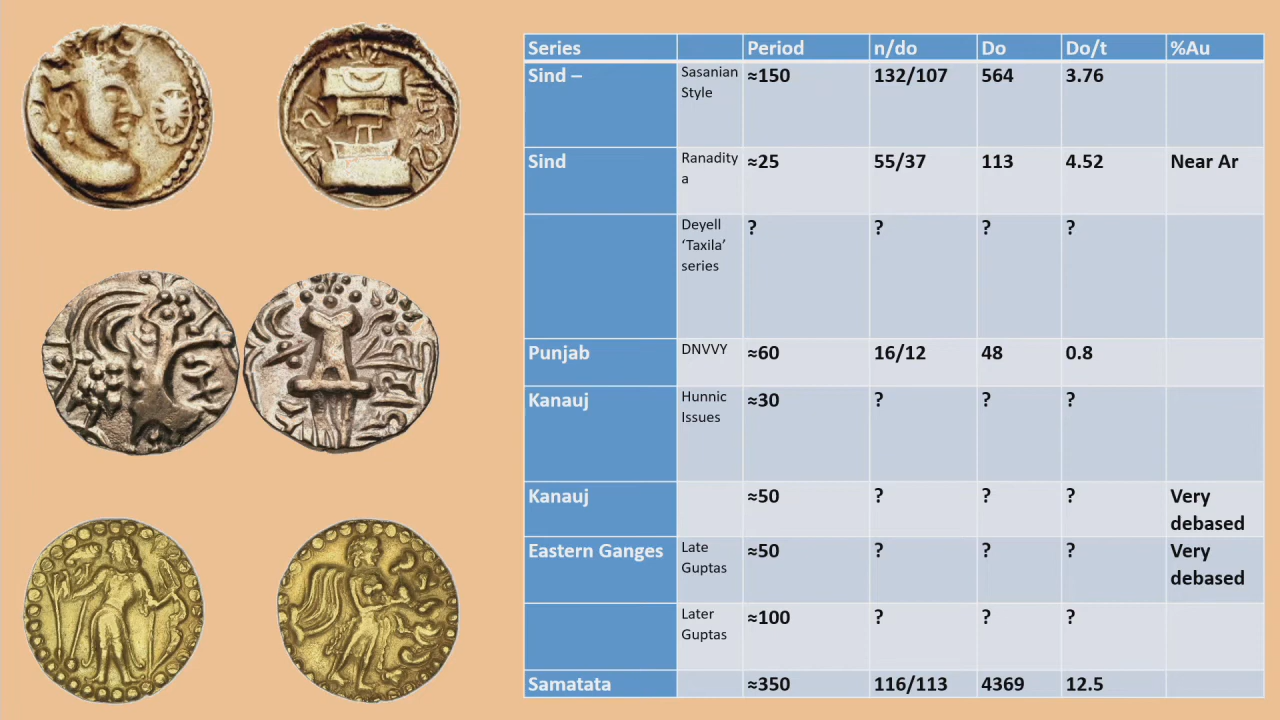 Series Period n/do Do Do/t %Au
Sind – Sasanian Style ≈150 132/107 564 3.76
Sind Ranaditya ≈25 55/37 113 4.52 Near Ar
Deyell ‘Taxila’ series ? ? ? ?
Punjab DNVVY ≈60 16/12 48 0.8
Kanauj Hunnic Issues ≈30 ? ? ?
Kanauj ≈50 ? ? ? Very debased
Eastern Ganges Late Guptas ≈50 ? ? ? Very debased
Later Guptas ≈100 ? ? ?
Samatata ≈350 116/113 4369 12.5